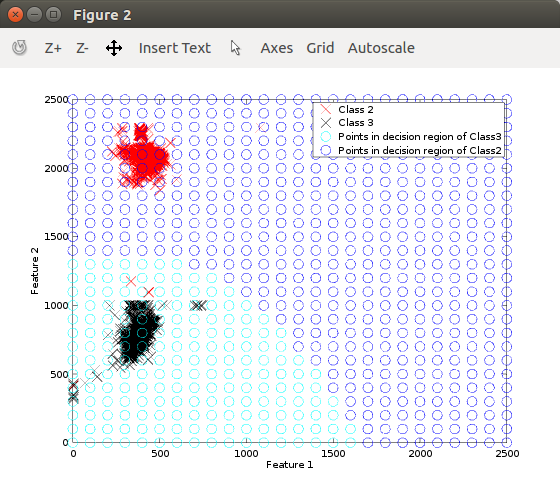 Figure 2
Z+ Z- Insert Text Axes Grid Autoscale
Class 2
Class 3
Points in decision region of Class3
Points in decision region of Class2
2500
2000
1500
1000
500
0
Feature 2
0 500 1000 1500 2000 2500
Feature 1